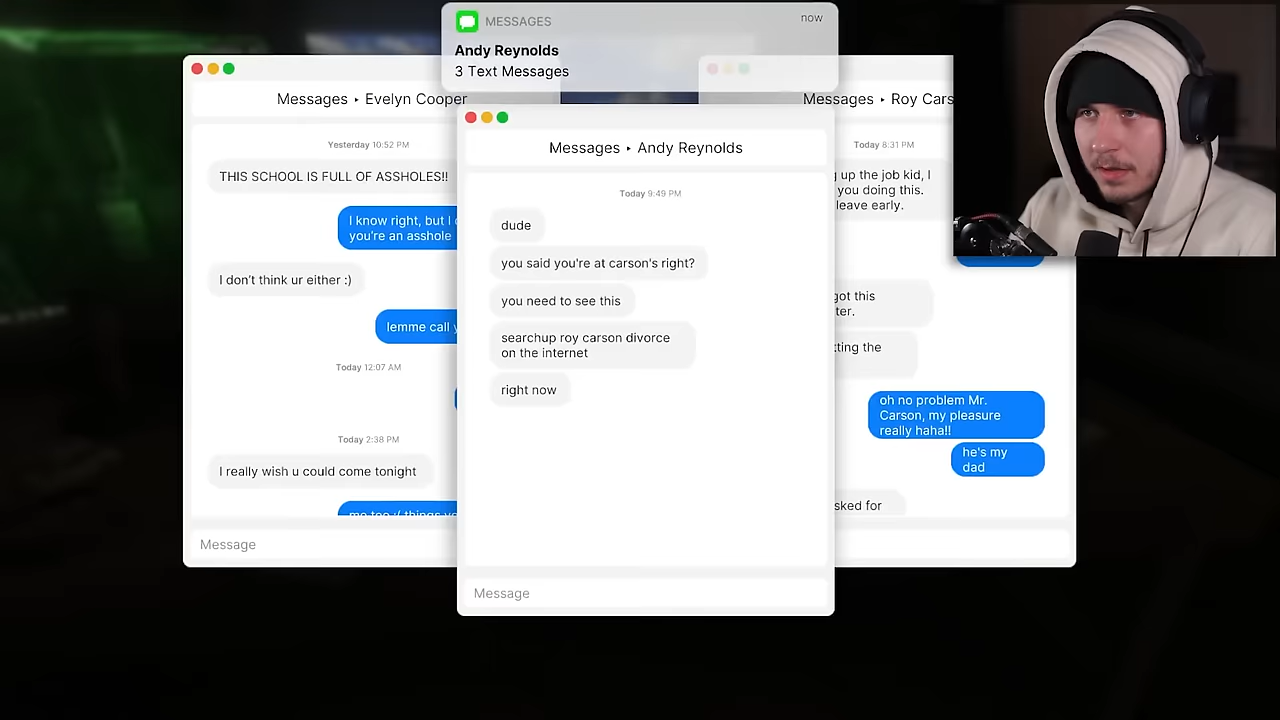 MESSAGES
now
Andy Reynolds
3 Text Messages
Messages ▸ Evelyn Cooper
Yesterday 10:52 PM
THIS SCHOOL IS FULL OF ASSHOLES!!
I know right, but I
you're an asshole
I don't think ur either :)
lemme call
Today 12:07 AM
Today 2:38 PM
I really wish u could come tonight
me too :( things
Message
Messages ▸ Andy Reynolds
Today 9:49 PM
dude
you said you're at carson's right?
you need to see this
searchup roy carson divorce
on the internet
right now
Message
Messages ▸ Roy
Today 8:31 PM
up the job kid, I
you doing this.
leave early.
got this
the
oh no problem Mr.
Carson, my pleasure
really haha!!
he's my
dad
for